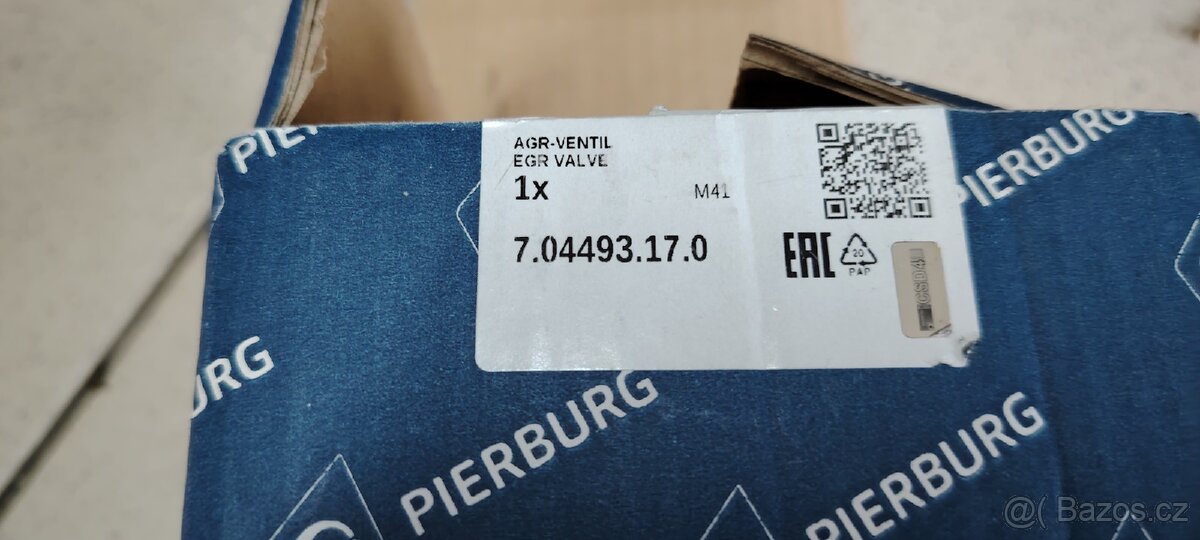 PIERBURG
AGR-VENTIL
EGR VALVE
1x
M41
7.04493.17.0
EAC
20
PAP
CSD4
PIERBURG
PIERBURG
PIERBURG
@( Bazos.cz